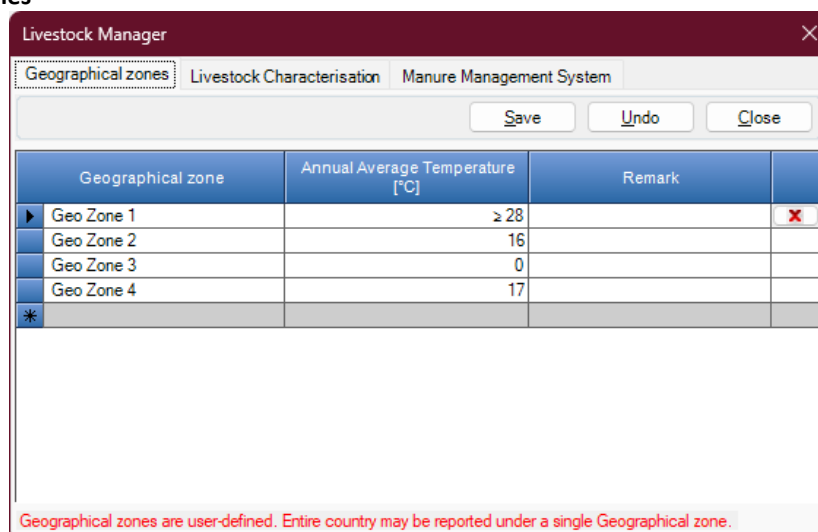 Livestock Manager
Geographical zones Livestock Characterisation Manure Management System
Save Undo Close
Geographical zone Annual Average Temperature [°C] Remark
Geo Zone 1 ≥ 28
Geo Zone 2 16
Geo Zone 3 0
Geo Zone 4 17
Geographical zones are user-defined. Entire country may be reported under a single Geographical zone.